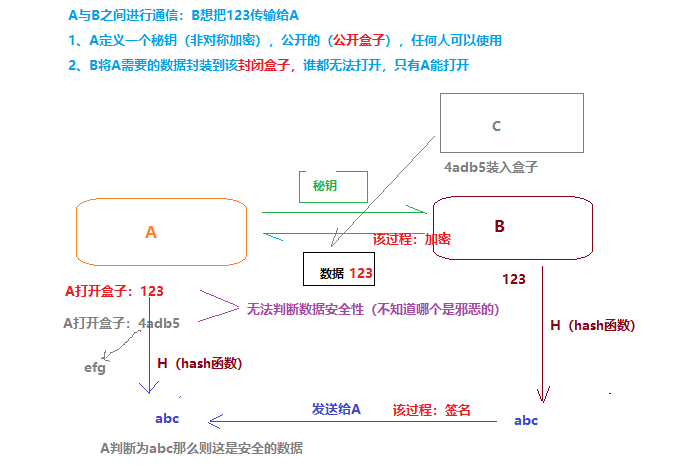 A与B之间进行通信：B想把123传输给A
1、A定义一个秘钥（非对称加密），公开的（公开盒子），任何人可以使用
2、B将A需要的数据封装到该封闭盒子，谁都无法打开，只有A能打开
C
4adb5装入盒子
秘钥
A
B
该过程：加密
数据 123
123
A打开盒子：123
无法判断数据安全性（不知道哪个是邪恶的）
A打开盒子：4adb5
H（hash函数）
efg
H（hash函数）
abc
发送给A
该过程：签名
abc
A判断为abc那么则这是安全的数据